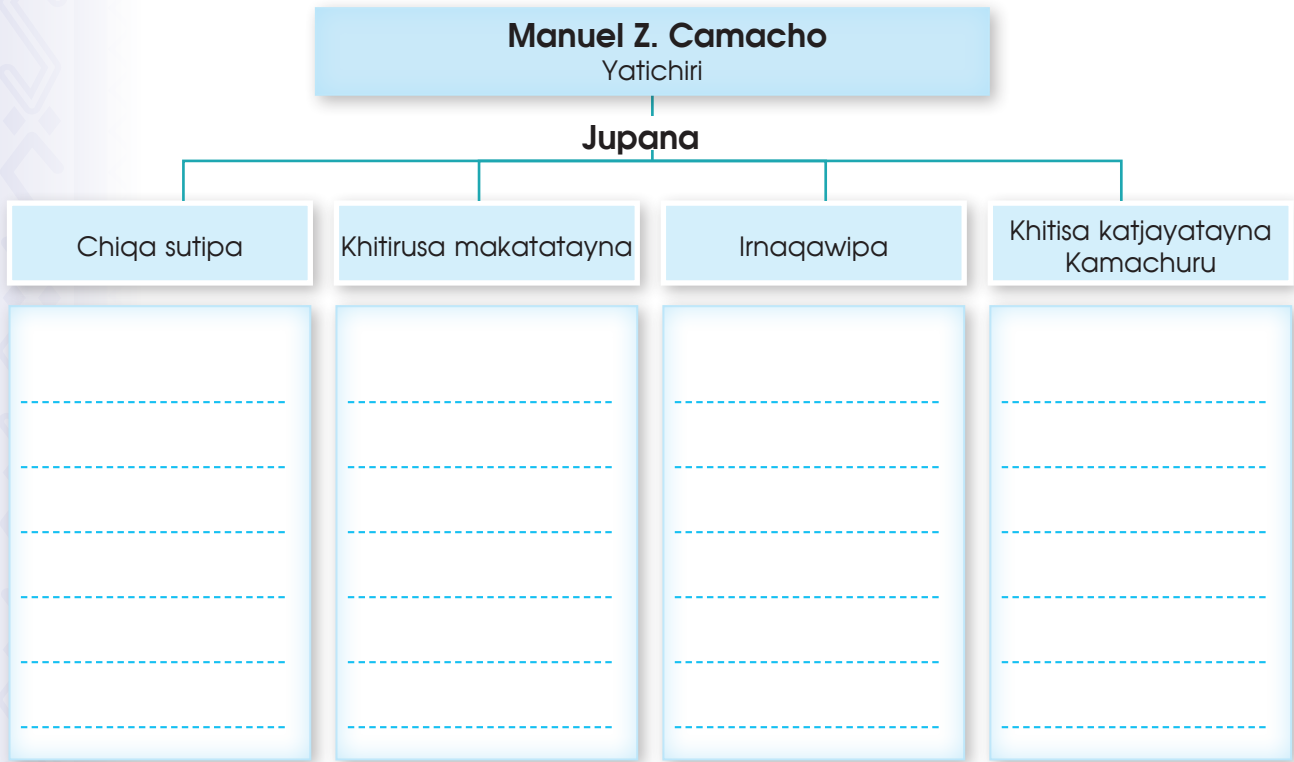 Manuel Z. Camacho
Yatichiri
Jupana
Chiqa sutipa
Khitirusa makatatayna
Irnaqawipa
Khitisa katjayatayna
Kamachuru